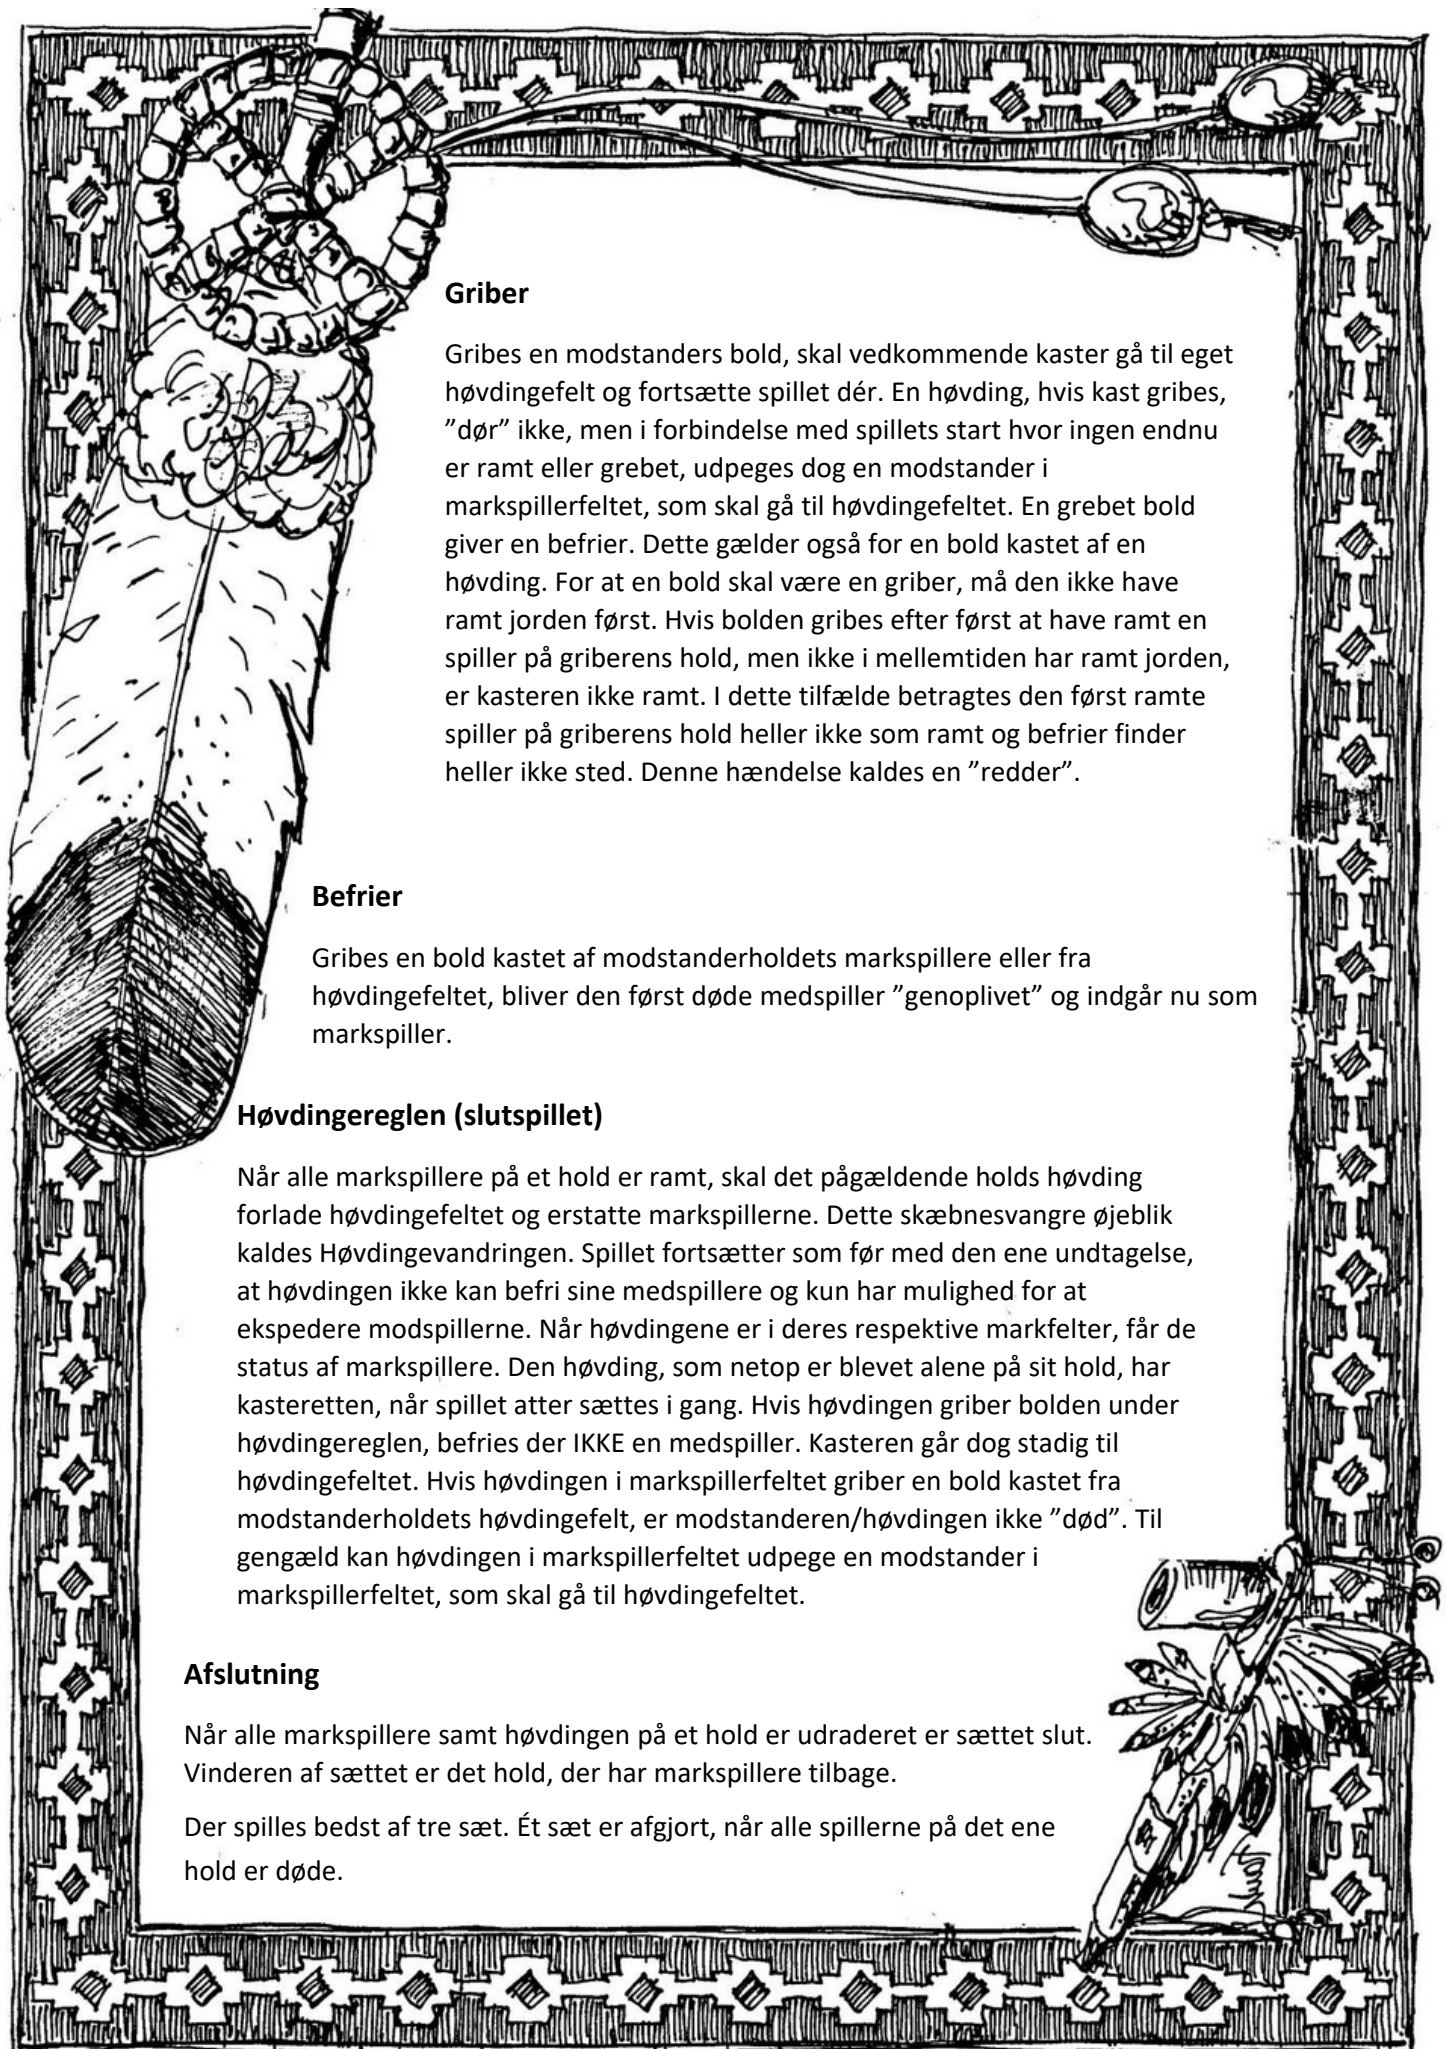 Griber
Gribes en modstanders bold, skal vedkommende kaster gå til eget
høvdingefelt og fortsætte spillet dér. En høvding, hvis kast gribes,
”dør” ikke, men i forbindelse med spillets start hvor ingen endnu
er ramt eller grebet, udpeges dog en modstander i
markspillerfeltet, som skal gå til høvdingefeltet. En grebet bold
giver en befrier. Dette gælder også for en bold kastet af en
høvding. For at en bold skal være en griber, må den ikke have
ramt jorden først. Hvis bolden gribes efter først at have ramt en
spiller på griberens hold, men ikke i mellemtiden har ramt jorden,
er kasteren ikke ramt. I dette tilfælde betragtes den først ramte
spiller på griberens hold heller ikke som ramt og befrier finder
heller ikke sted. Denne hændelse kaldes en ”redder”.
Befrier
Gribes en bold kastet af modstanderholdets markspillere eller fra
høvdingefeltet, bliver den først døde medspiller ”genoplivet” og indgår nu som
markspiller.
Høvdingereglen (slutspillet)
Når alle markspillere på et hold er ramt, skal det pågældende holds høvding
forlade høvdingefeltet og erstatte markspillerne. Dette skæbnesvangre øjeblik
kaldes Høvdingevandringen. Spillet fortsætter som før med den ene undtagelse,
at høvdingen ikke kan befri sine medspillere og kun har mulighed for at
ekspedere modspillerne. Når høvdingene er i deres respektive markfelter, får de
status af markspillere. Den høvding, som netop er blevet alene på sit hold, har
kasteretten, når spillet atter sættes i gang. Hvis høvdingen griber bolden under
høvdingereglen, befries der IKKE en medspiller. Kasteren går dog stadig til
høvdingefeltet. Hvis høvdingen i markspillerfeltet griber en bold kastet fra
modstanderholdets høvdingefelt, er modstanderen/høvdingen ikke ”død”. Til
gengæld kan høvdingen i markspillerfeltet udpege en modstander i
markspillerfeltet, som skal gå til høvdingefeltet.
Afslutning
Når alle markspillere samt høvdingen på et hold er udraderet er sættet slut.
Vinderen af sættet er det hold, der har markspillere tilbage.
Der spilles bedst af tre sæt. Ét sæt er afgjort, når alle spillerne på det ene
hold er døde.